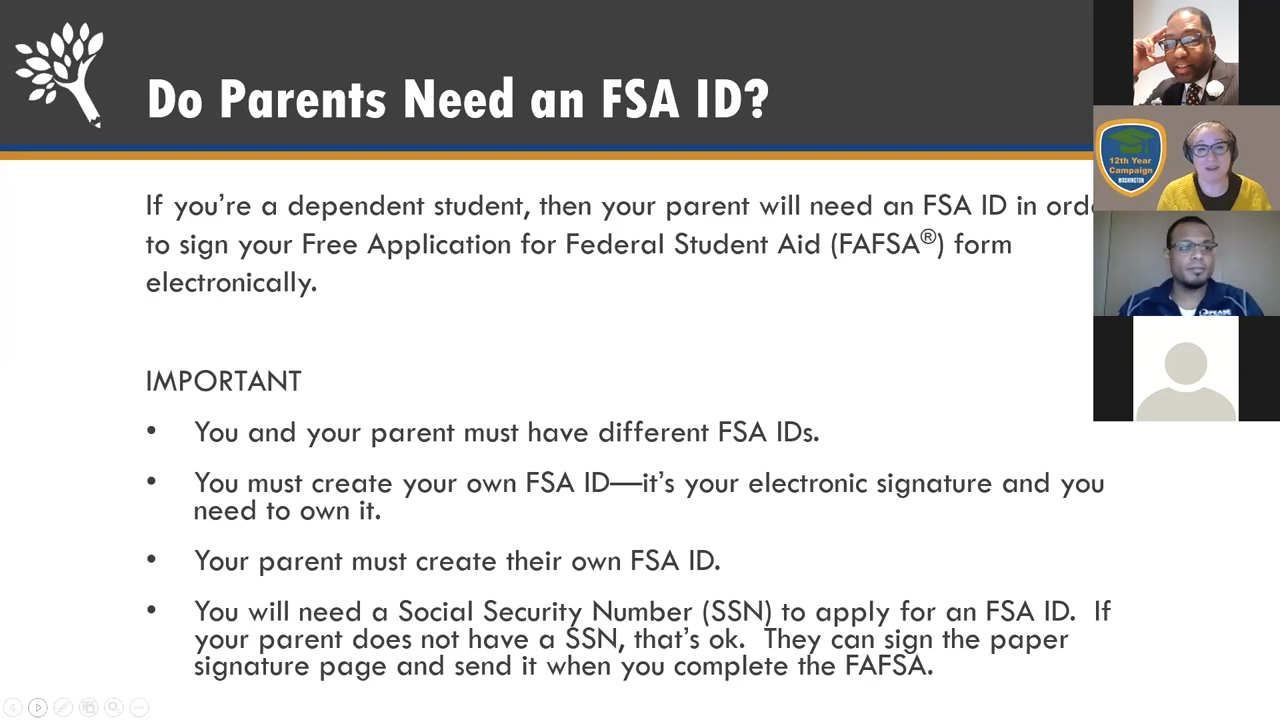 Do Parents Need an FSA ID?
If you're a dependent student, then your parent will need an FSA ID in
to sign your Free Application for Federal Student Aid (FAFSA®) form
electronically.
IMPORTANT
• You and your parent must have different FSA IDs.
• You must create your own FSA ID—it's your electronic signature and you
need to own it.
• Your parent must create their own FSA ID.
• You will need a Social Security Number (SSN) to apply for an FSA ID. If
your parent does not have a SSN, that's ok. They can sign the paper
signature page and send it when you complete the FAFSA.
12th Year
Campaign
WASHINGTON